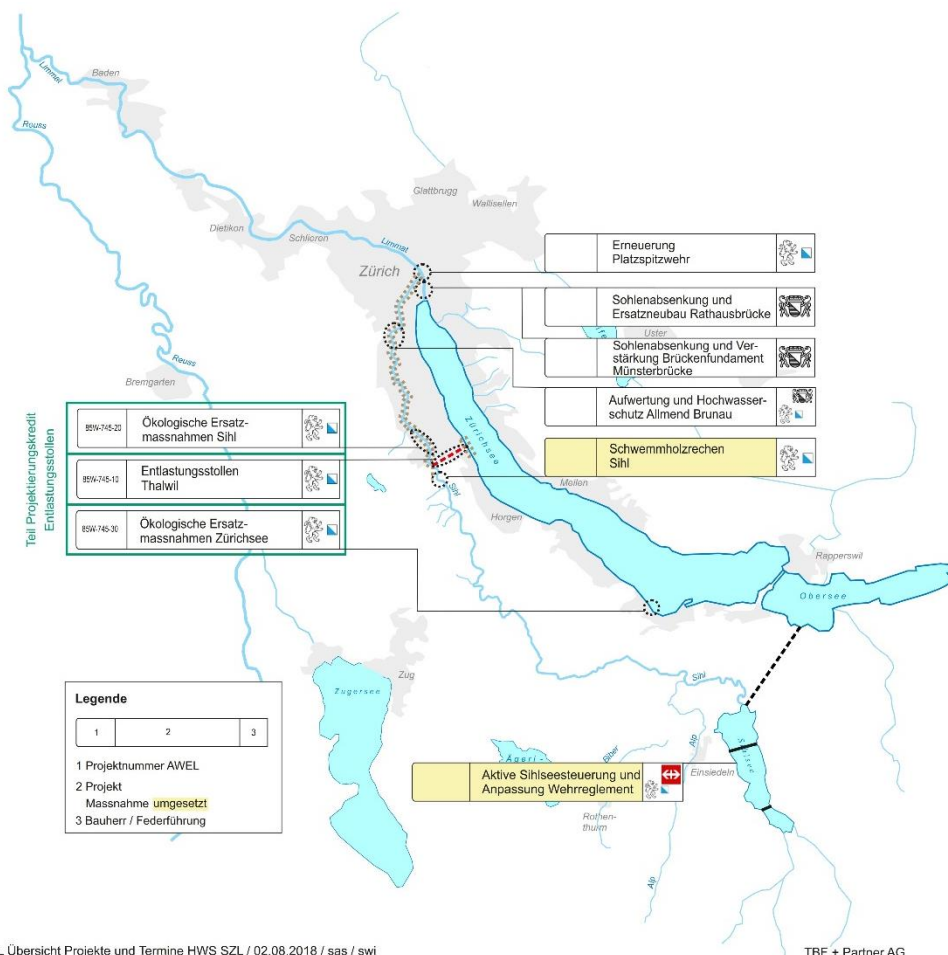 Limmat
Baden
Reuss
Glattbrugg
Wallisellen
Dietikon
Schlieren
Limmat
Zürich
Erneuerung
Platzspitzwehr
Sohlenabsenkung und
Ersatzneubau Rathausbrücke
Uster
Sohlenabsenkung und Ver-
stärkung Brückenfundament
Münsterbrücke
Reuss
Bremgarten
Aufwertung und Hochwasser-
schutz Allmend Brunau
Zürichsee
Schwemmholzrechen
Sihl
Teil Projektierungskredit
Entlastungsstollen
85W-745-20
Ökologische Ersatz-
massnahmen Sihl
85W-745-10
Entlastungsstollen
Thalwil
85W-745-30
Ökologische Ersatz-
massnahmen Zürichsee
Sihl
Meilen
Horgen
Rapperswil
Obersee
Zug
Zugersee
Sihl
Sihlsee
Alp
Biber
Ägeri-
Einsiedeln
Aktive Sihlseesteuerung und
Anpassung Wehrreglement
Rothen-
thurm
Alp
Legende
1 2 3
1 Projektnummer AWEL
2 Projekt
Massnahme umgesetzt
3 Bauherr / Federführung
L Übersicht Projekte und Termine HWS SZL / 02.08.2018 / sas / swi
TBF + Partner AG